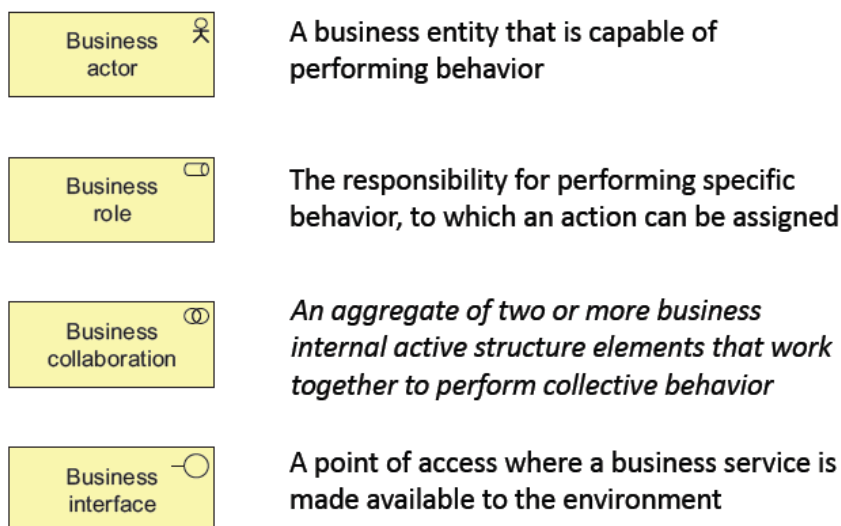 Business
actor
A business entity that is capable of
performing behavior
Business
role
The responsibility for performing specific
behavior, to which an action can be assigned
Business
collaboration
An aggregate of two or more business
internal active structure elements that work
together to perform collective behavior
Business
interface
A point of access where a business service is
made available to the environment